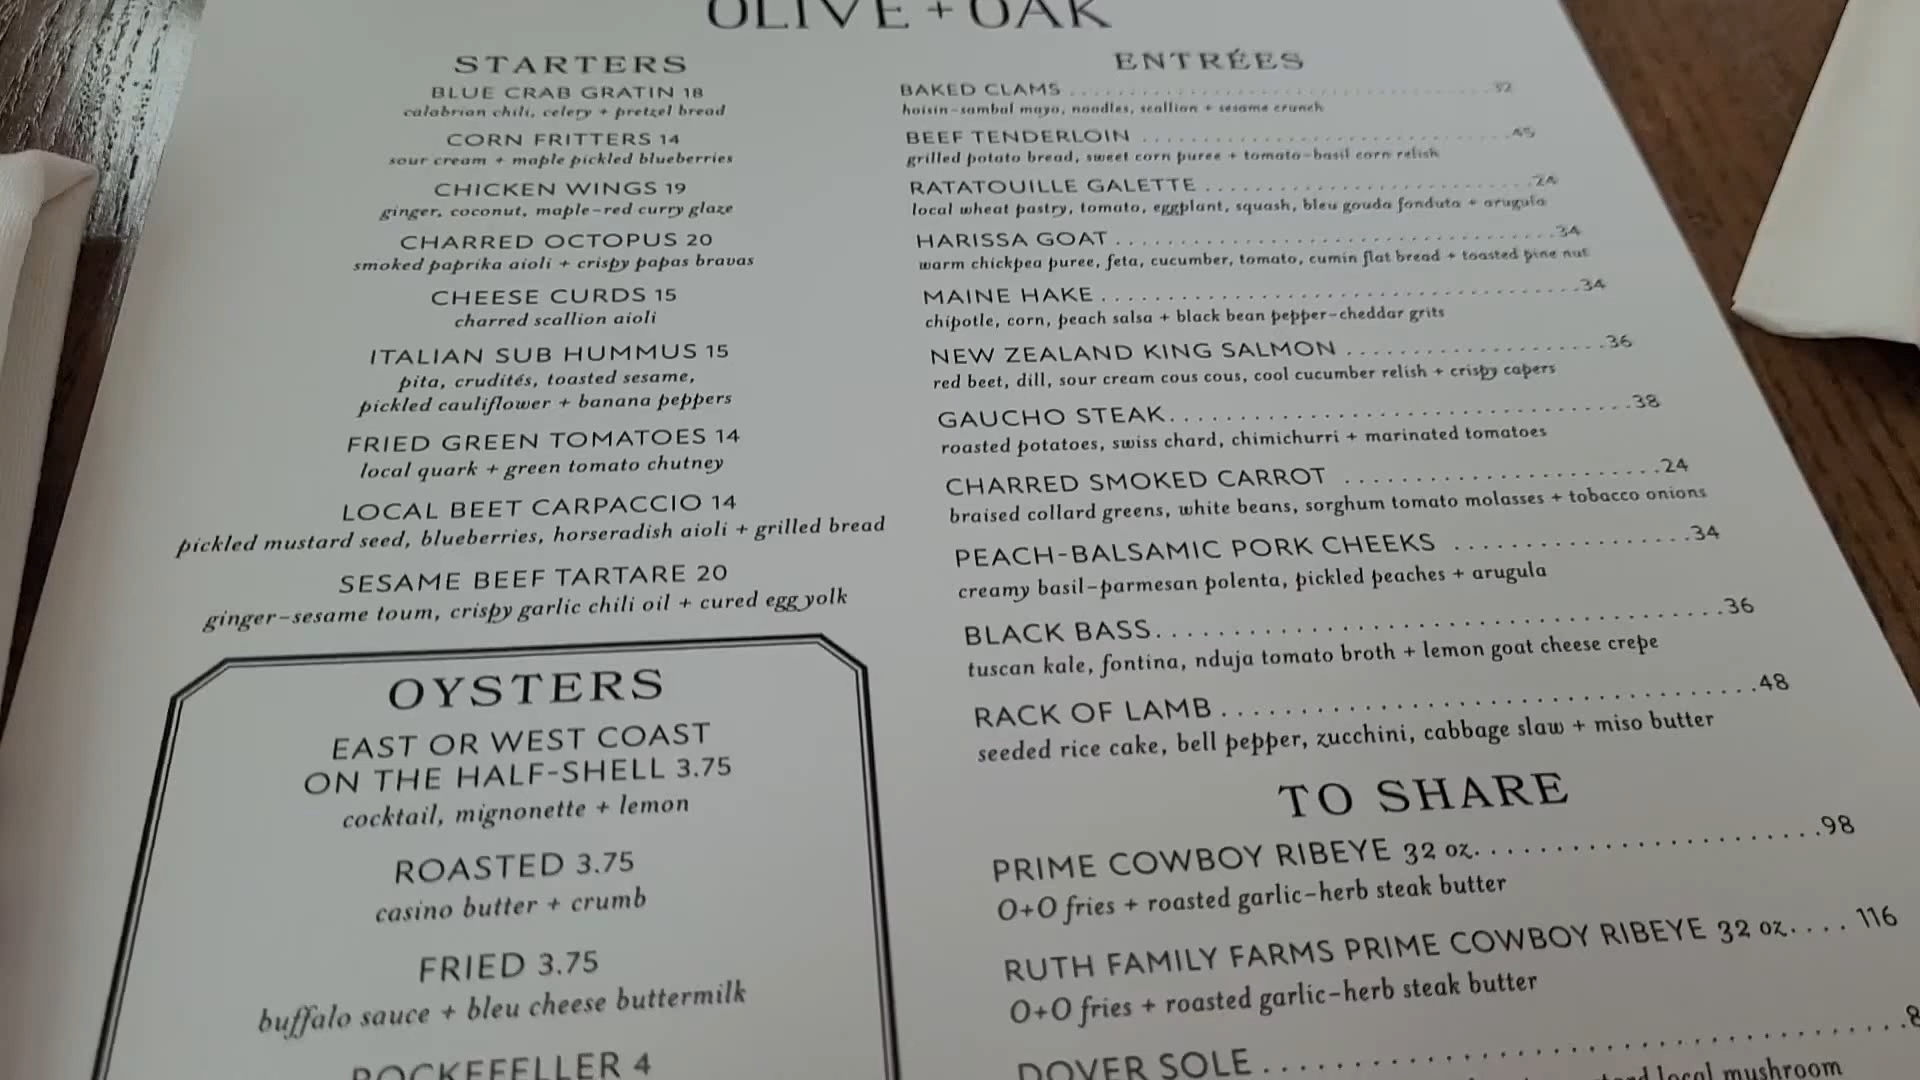 OLIVE + OAK
STARTERS
BLUE CRAB GRATIN 18
calabrian chili, celery + pretzel bread
CORN FRITTERS 14
sour cream + maple pickled blueberries
CHICKEN WINGS 19
ginger, coconut, maple-red curry glaze
CHARRED OCTOPUS 20
smoked paprika aioli + crispy papas bravas
CHEESE CURDS 15
charred scallion aioli
ITALIAN SUB HUMMUS 15
pita, crudités, toasted sesame,
pickled cauliflower + banana peppers
FRIED GREEN TOMATOES 14
local quark + green tomato chutney
LOCAL BEET CARPACCIO 14
pickled mustard seed, blueberries, horseradish aioli + grilled bread
SESAME BEEF TARTARE 20
ginger-sesame toum, crispy garlic chili oil + cured egg yolk
OYSTERS
EAST OR WEST COAST
ON THE HALF-SHELL 3.75
cocktail, mignonette + lemon
ROASTED 3.75
casino butter + crumb
FRIED 3.75
buffalo sauce + bleu cheese buttermilk
ROCKEFELLER 4
ENTRÉES
BAKED CLAMS . . . . . . . . . . 32
hoisin-sambal mayo, noodles, scallion + sesame crunch
BEEF TENDERLOIN . . . . . . . . . . 45
grilled potato bread, sweet corn puree + tomato-basil corn relish
RATATOUILLE GALETTE . . . . . . . . . . 24
local wheat pastry, tomato, eggplant, squash, bleu gouda fonduta + arugula
HARISSA GOAT . . . . . . . . . . 34
warm chickpea puree, feta, cucumber, tomato, cumin flat bread + toasted pine nut
MAINE HAKE . . . . . . . . . . 34
chipotle, corn, peach salsa + black bean pepper-cheddar grits
NEW ZEALAND KING SALMON . . . . . . . . . . 36
red beet, dill, sour cream cous cous, cool cucumber relish + crispy capers
GAUCHO STEAK . . . . . . . . . . 38
roasted potatoes, swiss chard, chimichurri + marinated tomatoes
CHARRED SMOKED CARROT . . . . . . . . . . 24
braised collard greens, white beans, sorghum tomato molasses + tobacco onions
PEACH-BALSAMIC PORK CHEEKS . . . . . . . . . . 34
creamy basil-parmesan polenta, pickled peaches + arugula
BLACK BASS . . . . . . . . . . 36
tuscan kale, fontina, nduja tomato broth + lemon goat cheese crepe
RACK OF LAMB . . . . . . . . . . 48
seeded rice cake, bell pepper, zucchini, cabbage slaw + miso butter
TO SHARE
PRIME COWBOY RIBEYE 32 oz. . . . . . . . . . 98
O+O fries + roasted garlic-herb steak butter
RUTH FAMILY FARMS PRIME COWBOY RIBEYE 32 oz. . . . 116
O+O fries + roasted garlic-herb steak butter
DOVER SOLE . . . . . . . . . .
local mushroom